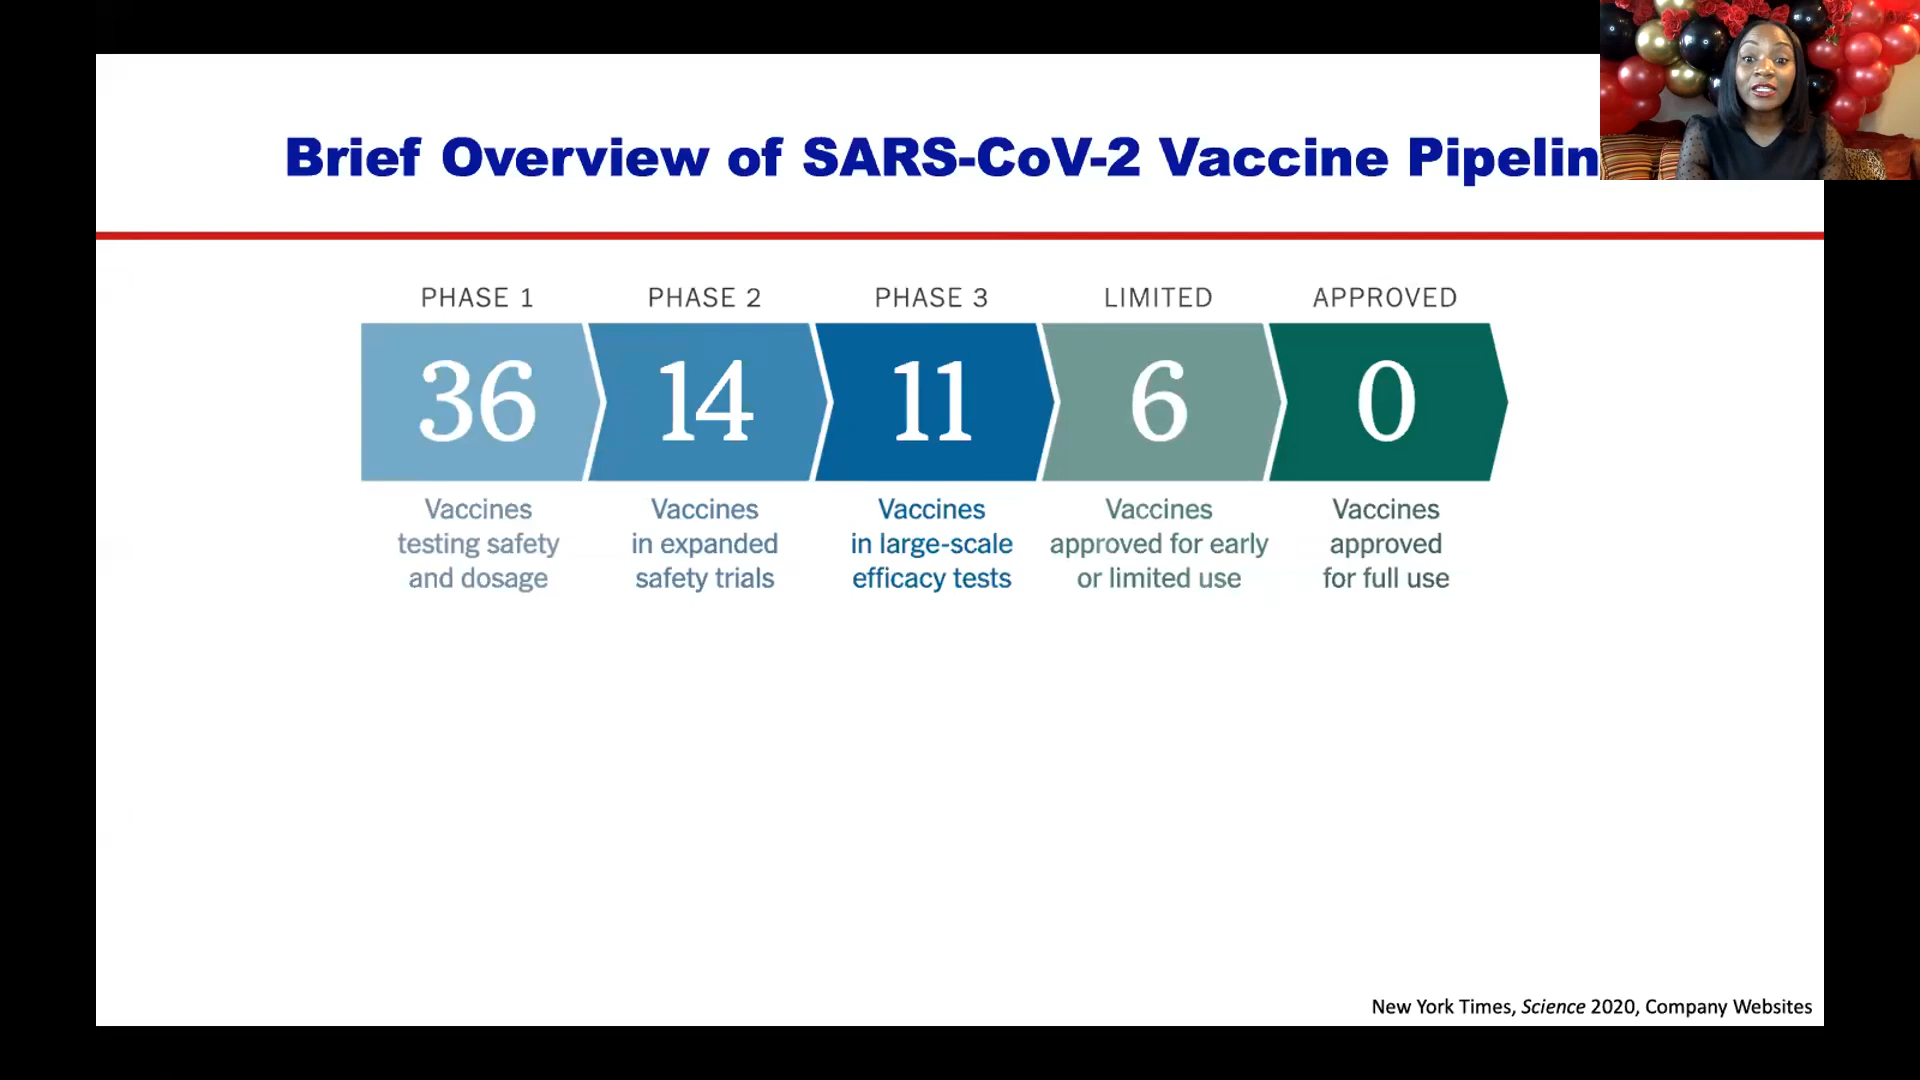 Brief Overview of SARS-CoV-2 Vaccine Pipelin
PHASE 1 PHASE 2 PHASE 3 LIMITED APPROVED
36 14 11 6 0
Vaccines Vaccines Vaccines Vaccines Vaccines
testing safety in expanded in large-scale approved for early approved
and dosage safety trials efficacy tests or limited use for full use
New York Times, Science 2020, Company Websites